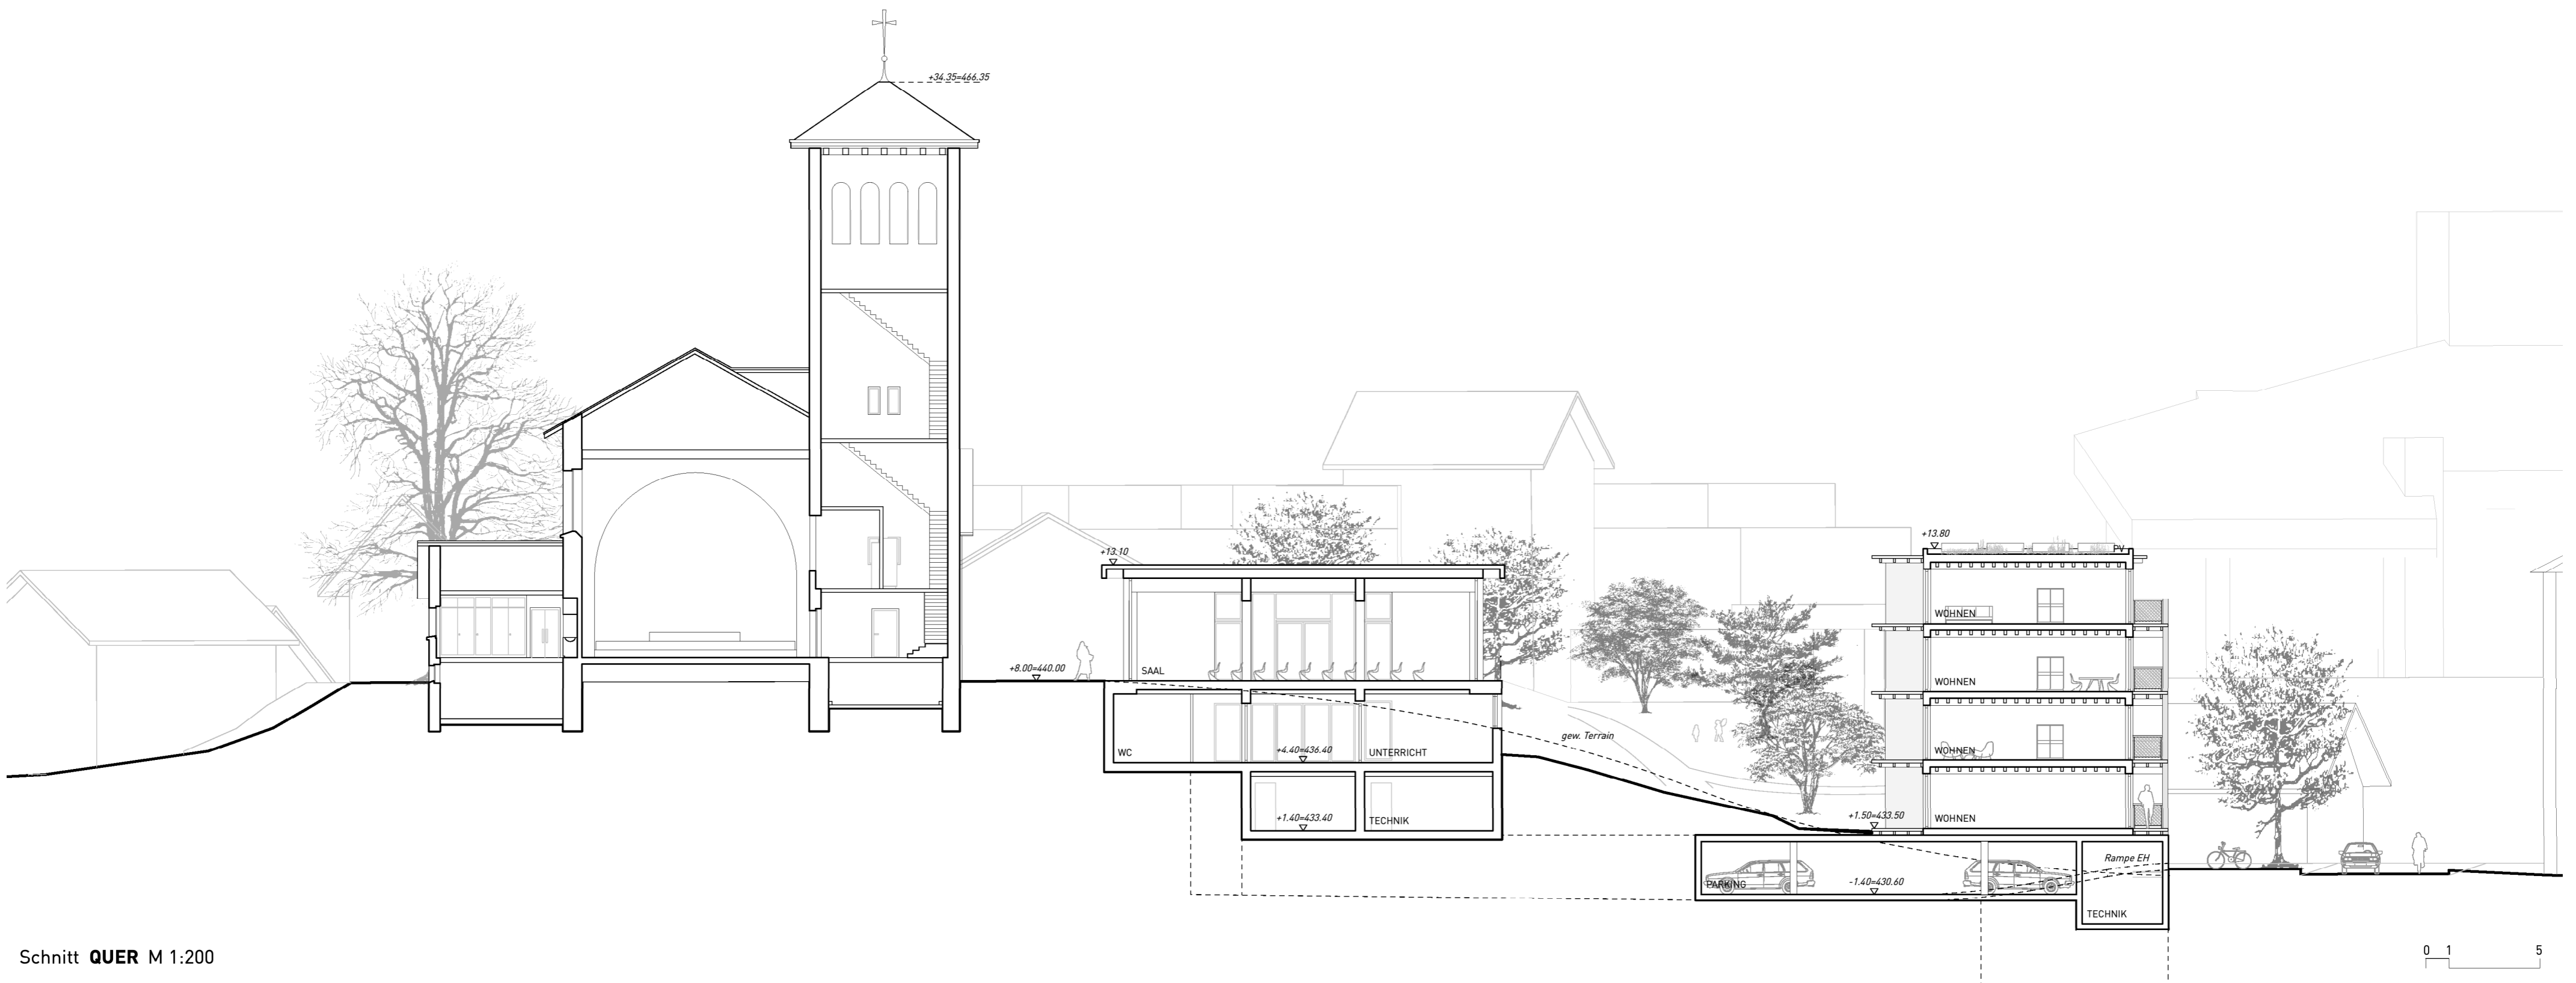 +34.35=466.35
+13.80
PV
+13.10
WOHNEN
+8.00=440.00
SAAL
WOHNEN
gew. Terrain
WC
+4.40=436.40
UNTERRICHT
WOHNEN
+1.40=433.40
TECHNIK
+1.50=433.50
WOHNEN
Rampe EH
PARKING
-1.40=430.60
TECHNIK
Schnitt QUER M 1:200
0 1 5